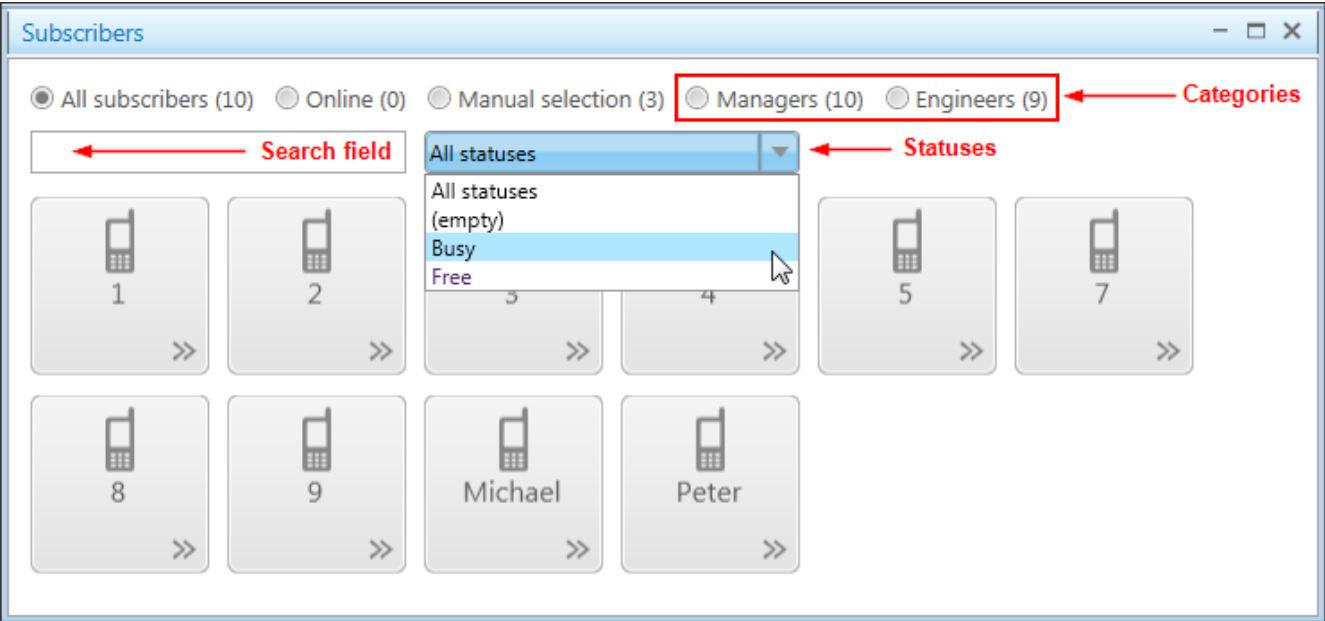 Subscribers
All subscribers (10) Online (0) Manual selection (3) Managers (10) Engineers (9) Categories
Search field All statuses Statuses
All statuses
(empty)
Busy
Free
1 2 3 4 5 7
8 9 Michael Peter